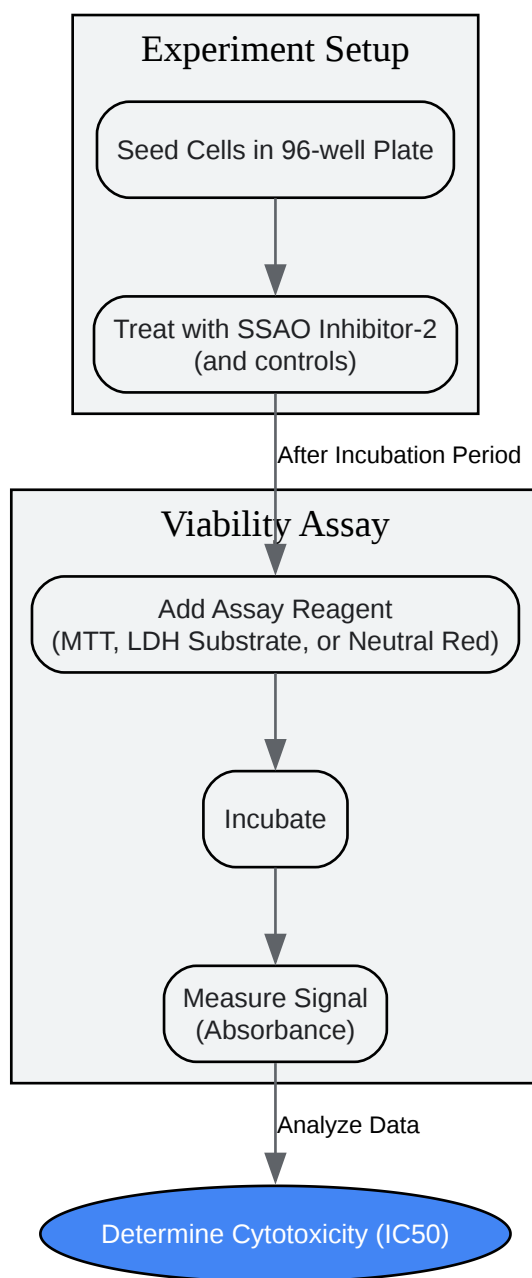 Experiment Setup
Seed Cells in 96-well Plate
Treat with SSAO Inhibitor-2
(and controls)
After Incubation Period
Viability Assay
Add Assay Reagent
(MTT, LDH Substrate, or Neutral Red)
Incubate
Measure Signal
(Absorbance)
Analyze Data
Determine Cytotoxicity (IC50)